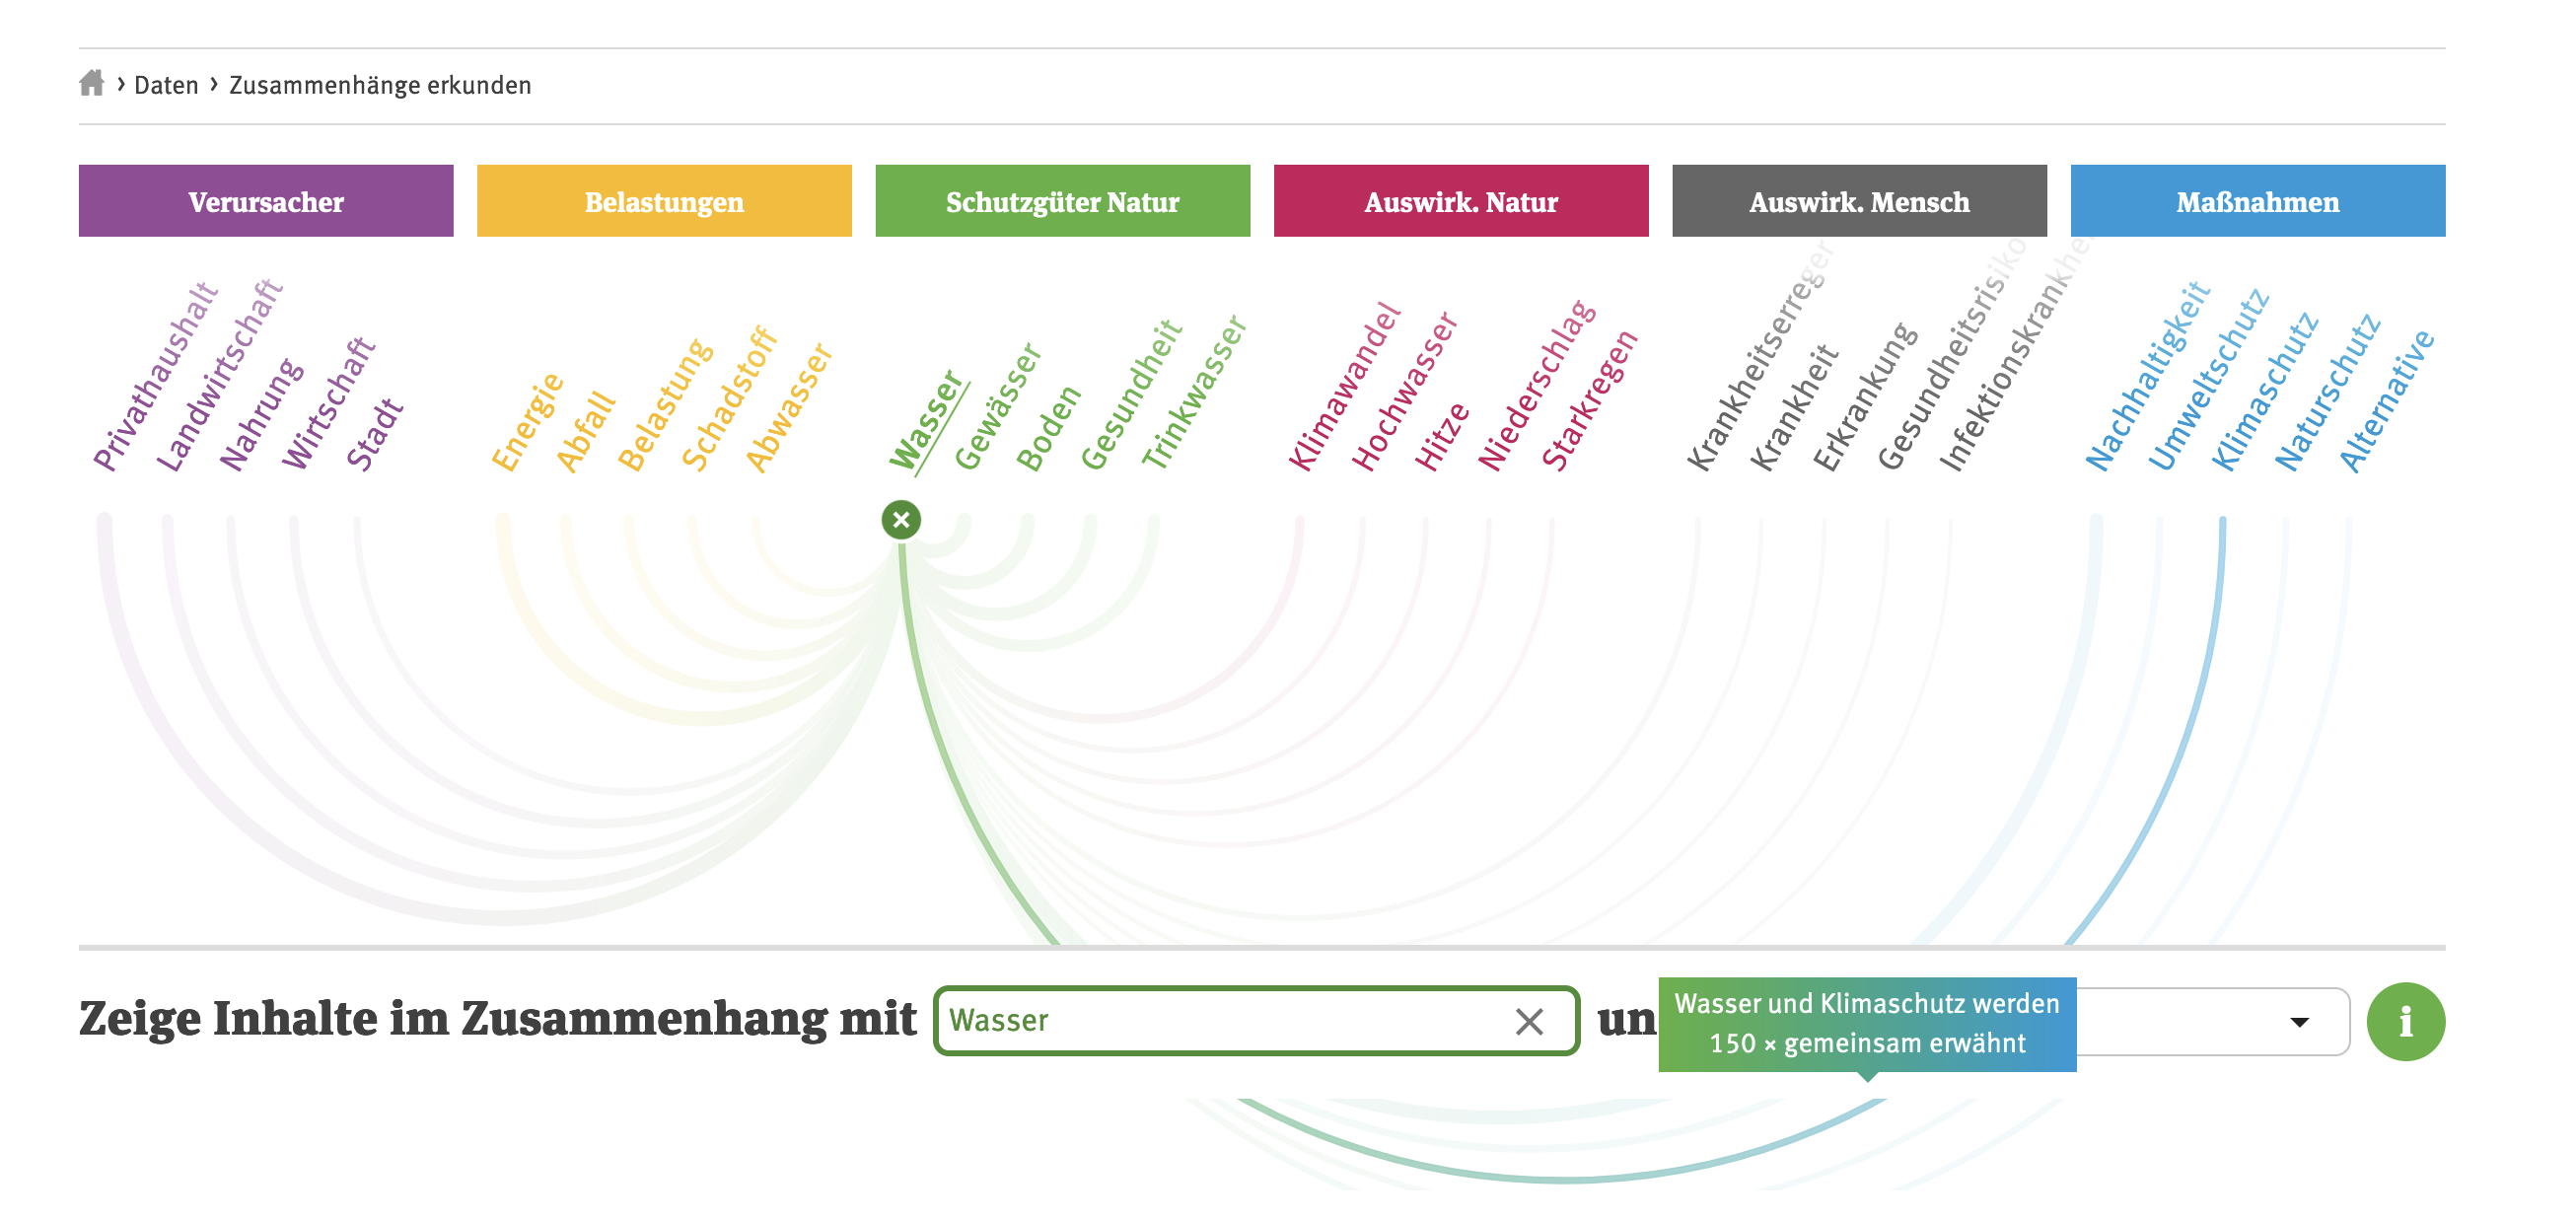 › Daten › Zusammenhänge erkunden
Verursacher
Belastungen
Schutzgüter Natur
Auswirk. Natur
Auswirk. Mensch
Maßnahmen
Privathaushalt
Landwirtschaft
Nahrung
Wirtschaft
Stadt
Energie
Abfall
Belastung
Schadstoff
Abwasser
Wasser
Gewässer
Boden
Gesundheit
Trinkwasser
Klimawandel
Hochwasser
Hitze
Niederschlag
Starkregen
Krankheitserreger
Krankheit
Erkrankung
Gesundheitsrisiko
Infektionskrankhe
Nachhaltigkeit
Umweltschutz
Klimaschutz
Naturschutz
Alternative
Zeige Inhalte im Zusammenhang mit Wasser un
Wasser und Klimaschutz werden
150 × gemeinsam erwähnt
i